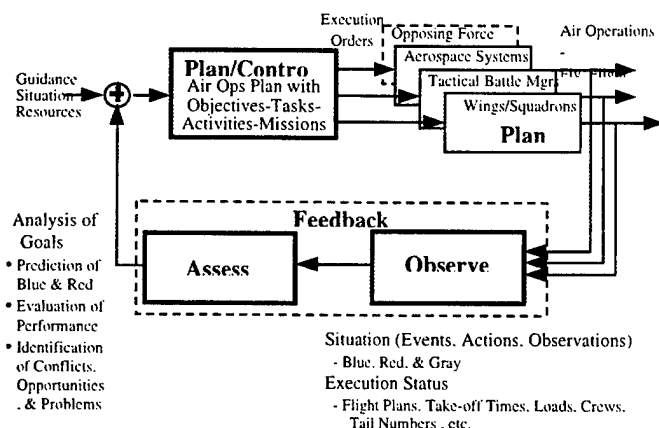 Execution
Orders
Opposing Force
Air Operations
-
Aerospace Systems
Plan/Contro
Air Ops Plan with
Objectives-Tasks-
Activities-Missions
Tactical Battle Mgrs
Guidance
Situation
Resources
Wings/Squadrons
Plan
Feedback
Assess
Observe
Analysis of
Goals
• Prediction of
Blue & Red
• Evaluation of
Performance
• Identification
of Conflicts.
Opportunities
. & Problems
Situation (Events. Actions. Observations)
- Blue. Red. & Gray
Execution Status
- Flight Plans. Take-off Times. Loads. Crews.
Tail Numbers , etc.